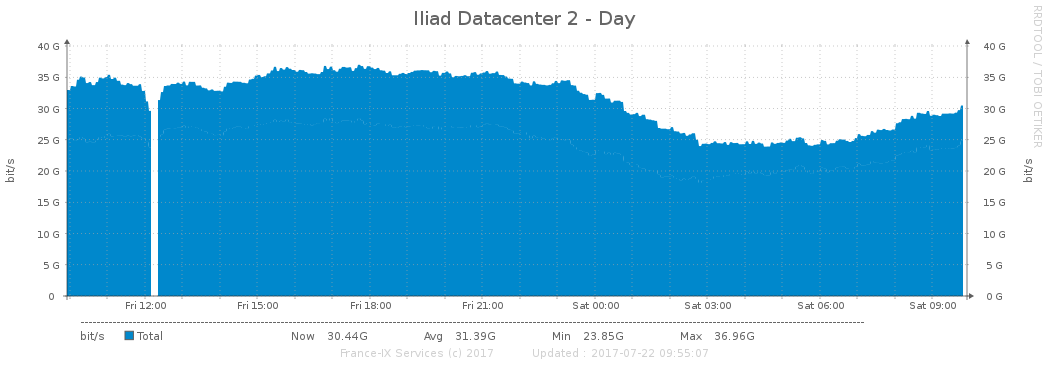 Iliad Datacenter 2 - Day
RRDTOOL / TOBI OETIKER
40 G 40 G
35 G 35 G
30 G 30 G
25 G 25 G
20 G 20 G
15 G 15 G
10 G 10 G
5 G 5 G
0 0 G
bit/s
bit/s
Fri 12:00 Fri 15:00 Fri 18:00 Fri 21:00 Sat 00:00 Sat 03:00 Sat 06:00 Sat 09:00
bit/s Total Now 30.44G Avg 31.39G Min 23.85G Max 36.96G
France-IX Services (c) 2017 Updated : 2017-07-22 09:55:07